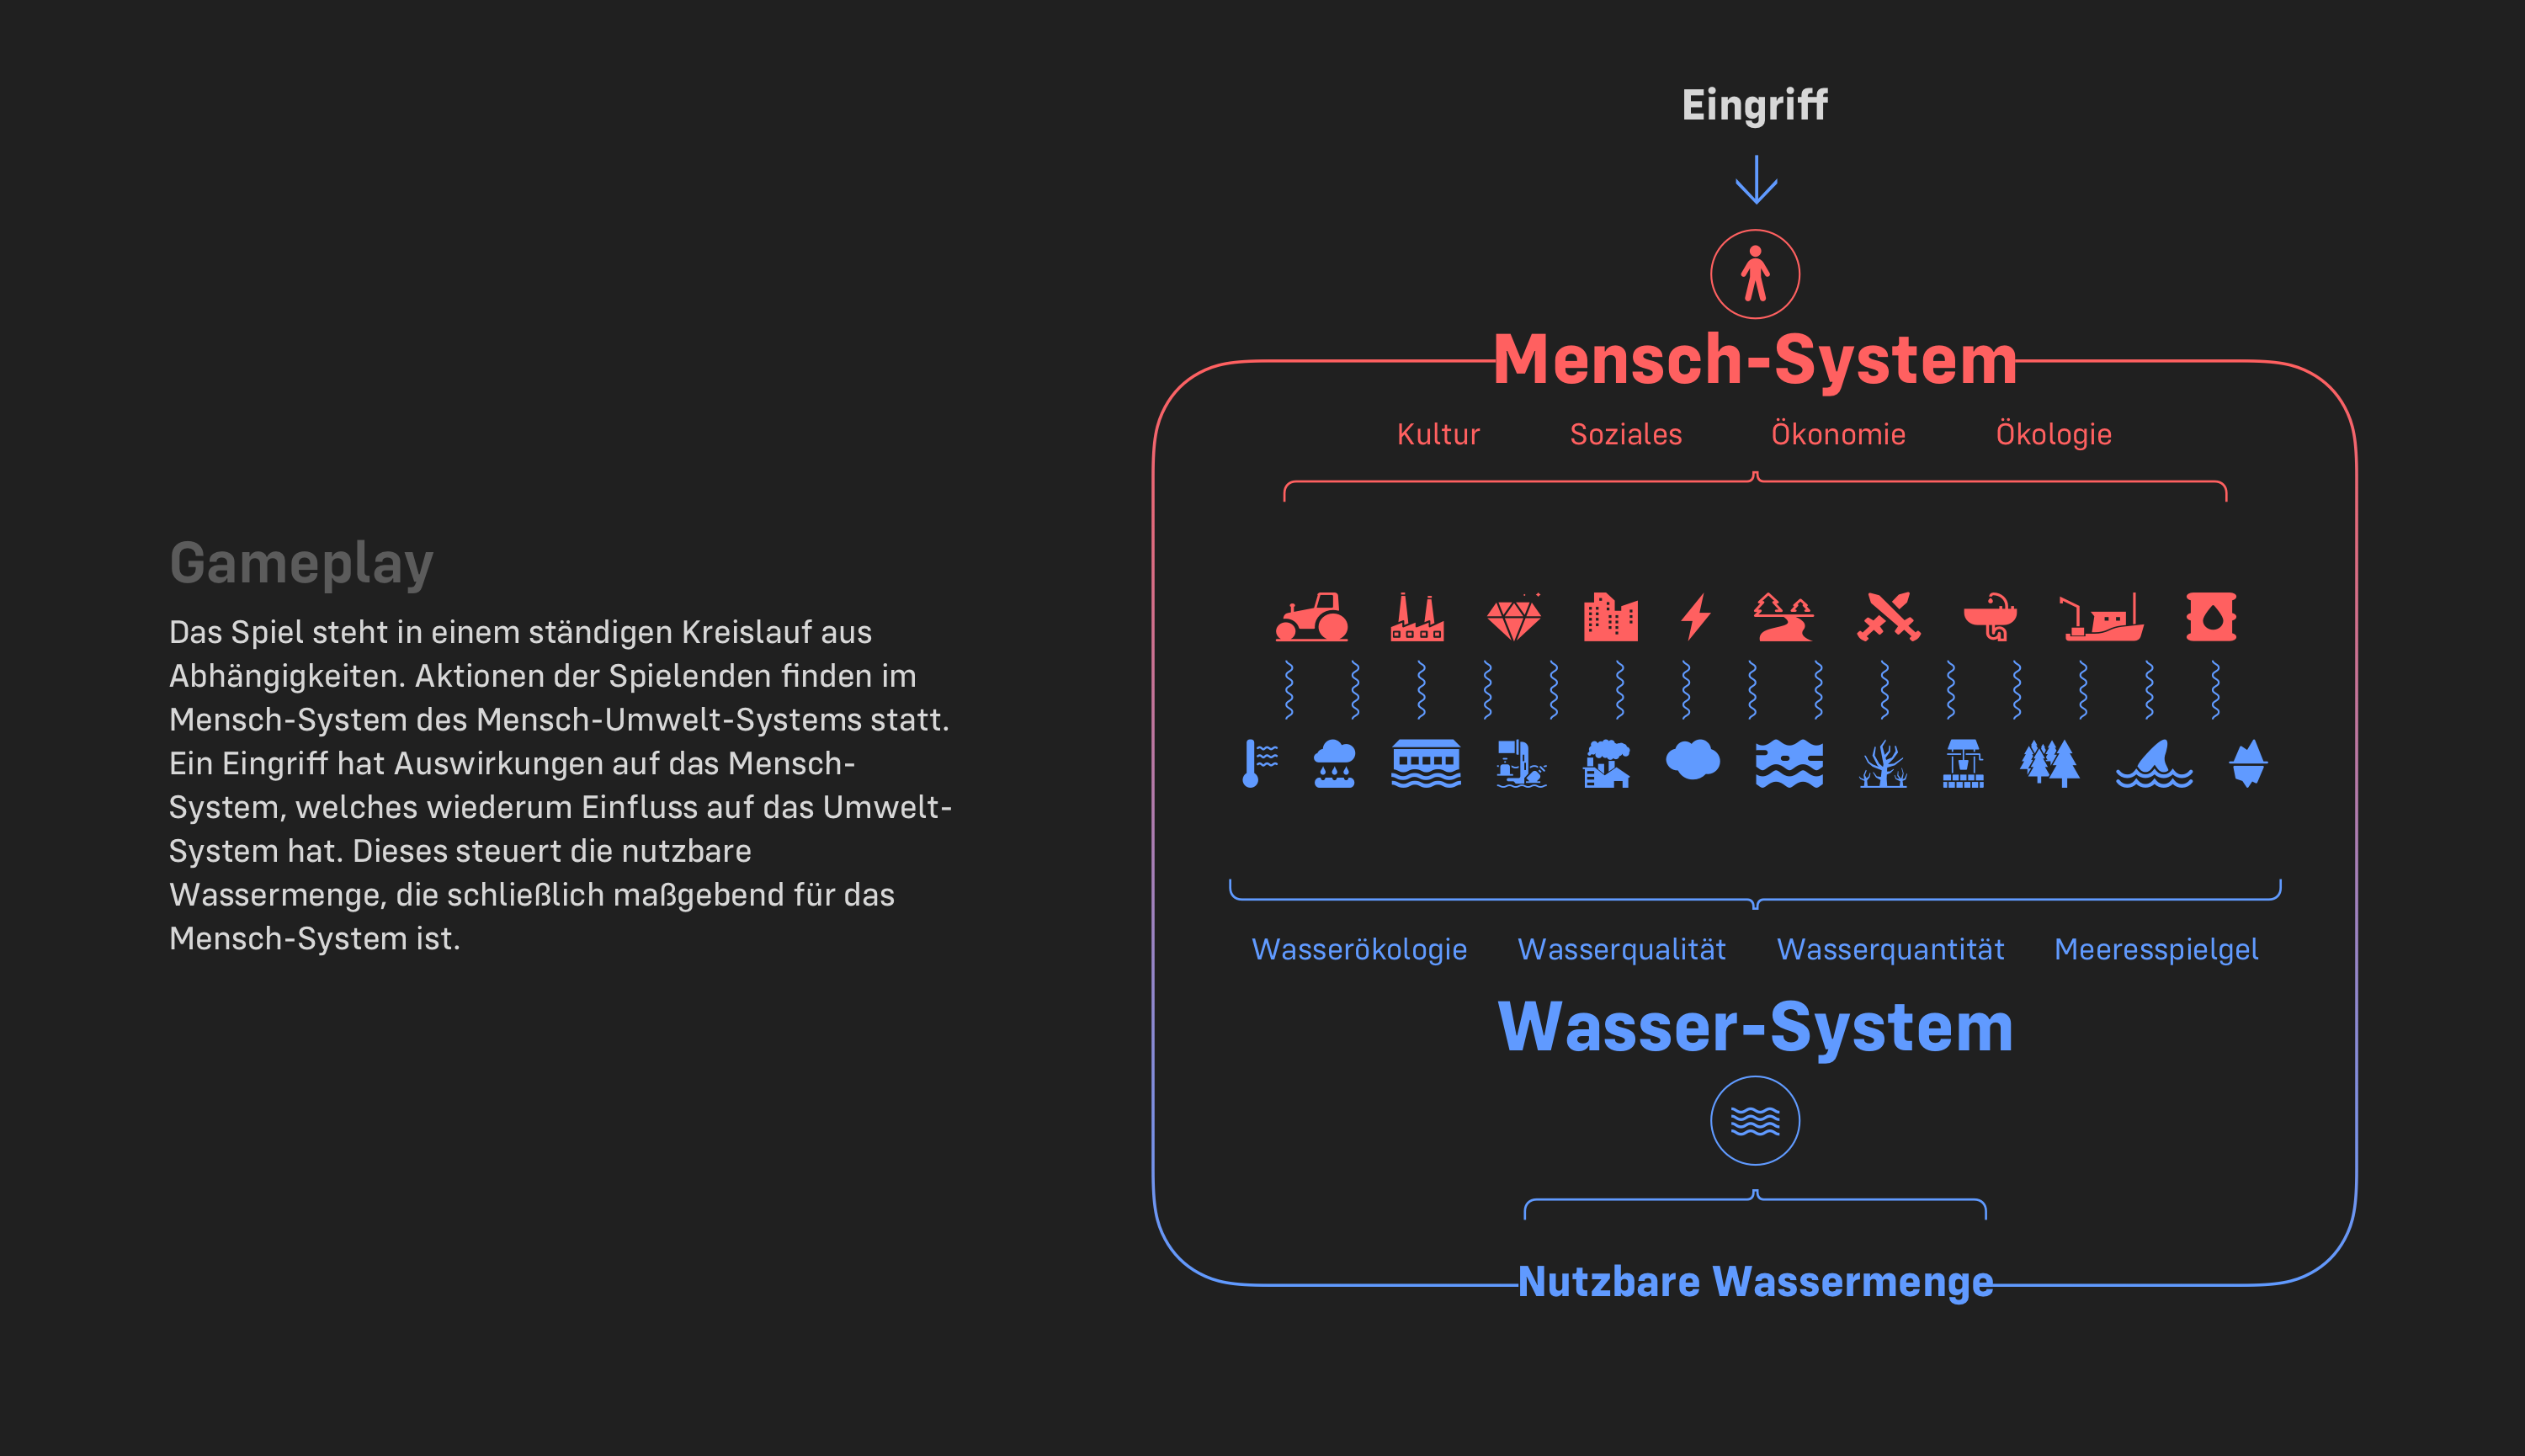 Gameplay
Das Spiel steht in einem ständigen Kreislauf aus
Abhängigkeiten. Aktionen der Spielenden finden im
Mensch-System des Mensch-Umwelt-Systems statt.
Ein Eingriff hat Auswirkungen auf das Mensch-
System, welches wiederum Einfluss auf das Umwelt-
System hat. Dieses steuert die nutzbare
Wassermenge, die schließlich maßgebend für das
Mensch-System ist.
Eingriff
Mensch-System
Kultur Soziales Ökonomie Ökologie
Wasserökologie Wasserqualität Wasserquantität Meeresspielgel
Wasser-System
Nutzbare Wassermenge